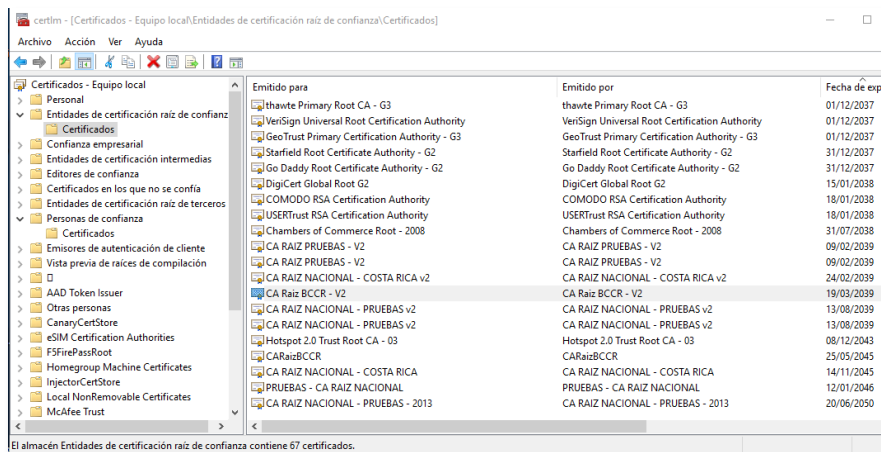 certlm - [Certificados - Equipo local\Entidades de certificación raíz de confianza\Certificados]
Archivo Acción Ver Ayuda
Certificados - Equipo local
Personal
Entidades de certificación raíz de confianz
Certificados
Confianza empresarial
Entidades de certificación intermedias
Editores de confianza
Certificados en los que no se confía
Entidades de certificación raíz de terceros
Personas de confianza
Certificados
Emisores de autenticación de cliente
Vista previa de raíces de compilación
AAD Token Issuer
Otras personas
CanaryCertStore
eSIM Certification Authorities
F5FirePassRoot
Homegroup Machine Certificates
InjectorCertStore
Local NonRemovable Certificates
McAfee Trust
Emitido para Emitido por Fecha de exp
thawte Primary Root CA - G3 thawte Primary Root CA - G3 01/12/2037
VeriSign Universal Root Certification Authority VeriSign Universal Root Certification Authority 01/12/2037
GeoTrust Primary Certification Authority - G3 GeoTrust Primary Certification Authority - G3 01/12/2037
Starfield Root Certificate Authority - G2 Starfield Root Certificate Authority - G2 31/12/2037
Go Daddy Root Certificate Authority - G2 Go Daddy Root Certificate Authority - G2 31/12/2037
DigiCert Global Root G2 DigiCert Global Root G2 15/01/2038
COMODO RSA Certification Authority COMODO RSA Certification Authority 18/01/2038
USERTrust RSA Certification Authority USERTrust RSA Certification Authority 18/01/2038
Chambers of Commerce Root - 2008 Chambers of Commerce Root - 2008 31/07/2038
CA RAIZ PRUEBAS - V2 CA RAIZ PRUEBAS - V2 09/02/2039
CA RAIZ PRUEBAS - V2 CA RAIZ PRUEBAS - V2 09/02/2039
CA RAIZ NACIONAL - COSTA RICA v2 CA RAIZ NACIONAL - COSTA RICA v2 24/02/2039
CA Raiz BCCR - V2 CA Raiz BCCR - V2 19/03/2039
CA RAIZ NACIONAL - PRUEBAS v2 CA RAIZ NACIONAL - PRUEBAS v2 13/08/2039
CA RAIZ NACIONAL - PRUEBAS v2 CA RAIZ NACIONAL - PRUEBAS v2 13/08/2039
Hotspot 2.0 Trust Root CA - 03 Hotspot 2.0 Trust Root CA - 03 08/12/2043
CARaizBCCR CARaizBCCR 25/05/2045
CA RAIZ NACIONAL - COSTA RICA CA RAIZ NACIONAL - COSTA RICA 14/11/2045
PRUEBAS - CA RAIZ NACIONAL PRUEBAS - CA RAIZ NACIONAL 12/01/2046
CA RAIZ NACIONAL - PRUEBAS - 2013 CA RAIZ NACIONAL - PRUEBAS - 2013 20/06/2050
El almacén Entidades de certificación raíz de confianza contiene 67 certificados.